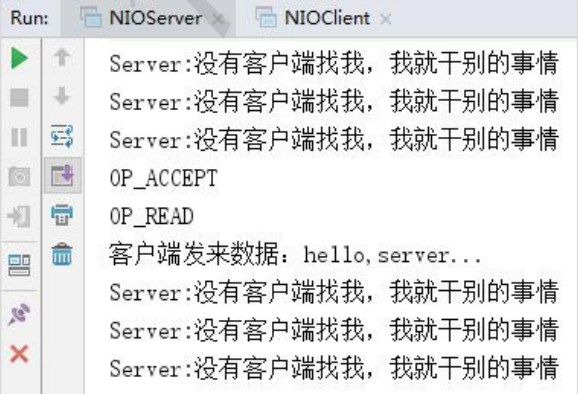 Run: NIOServer NIOClient
Server:没有客户端找我，我就干别的事情
Server:没有客户端找我，我就干别的事情
Server:没有客户端找我，我就干别的事情
OP_ACCEPT
OP_READ
客户端发来数据：hello,server...
Server:没有客户端找我，我就干别的事情
Server:没有客户端找我，我就干别的事情
Server:没有客户端找我，我就干别的事情